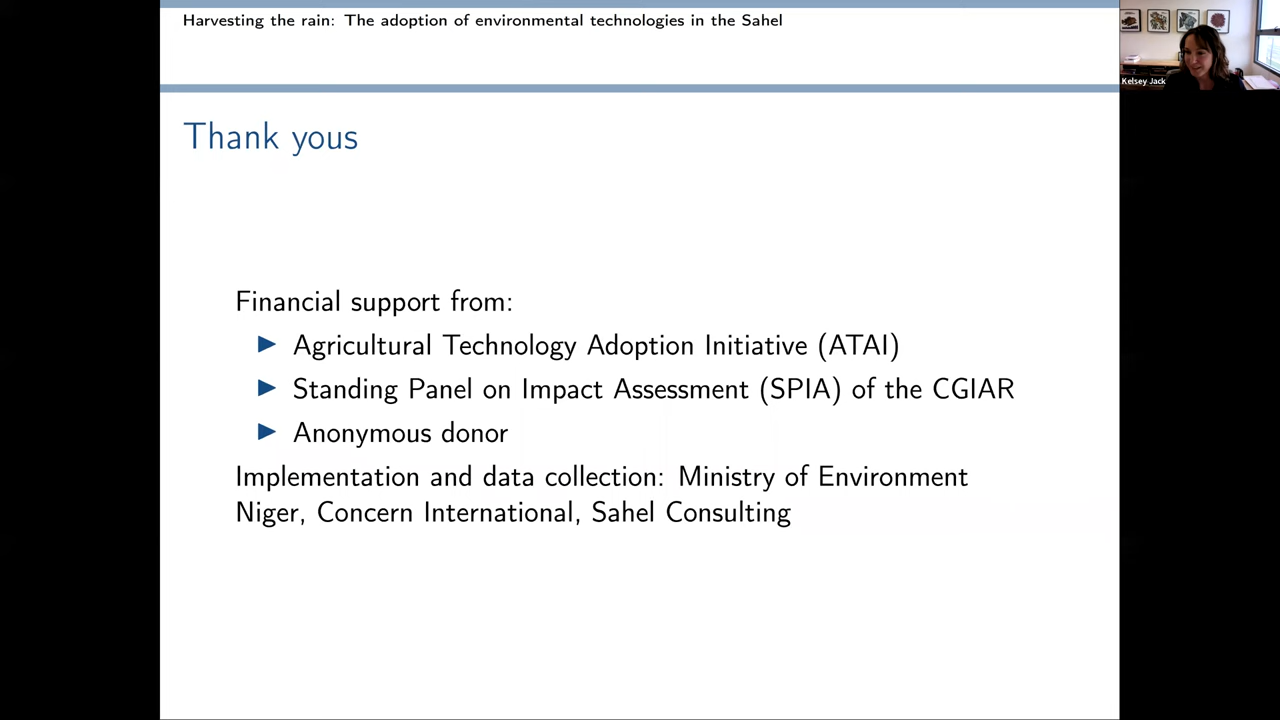 Harvesting the rain: The adoption of environmental technologies in the Sahel
Kelsey Jack
Thank yous
Financial support from:
▶ Agricultural Technology Adoption Initiative (ATAI)
▶ Standing Panel on Impact Assessment (SPIA) of the CGIAR
▶ Anonymous donor
Implementation and data collection: Ministry of Environment
Niger, Concern International, Sahel Consulting